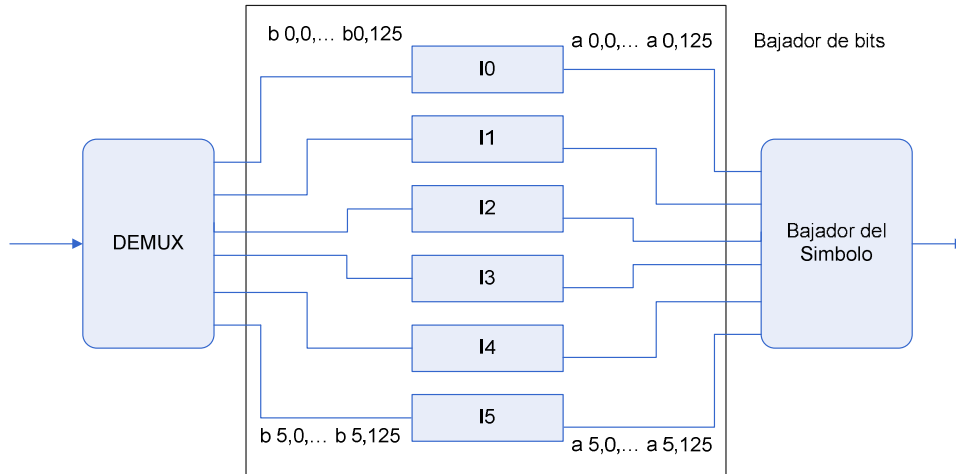 b 0,0,... b0,125
a 0,0,... a 0,125
Bajador de bits
I0
I1
I2
DEMUX
Bajador del
Simbolo
I3
I4
I5
b 5,0,... b 5,125
a 5,0,... a 5,125